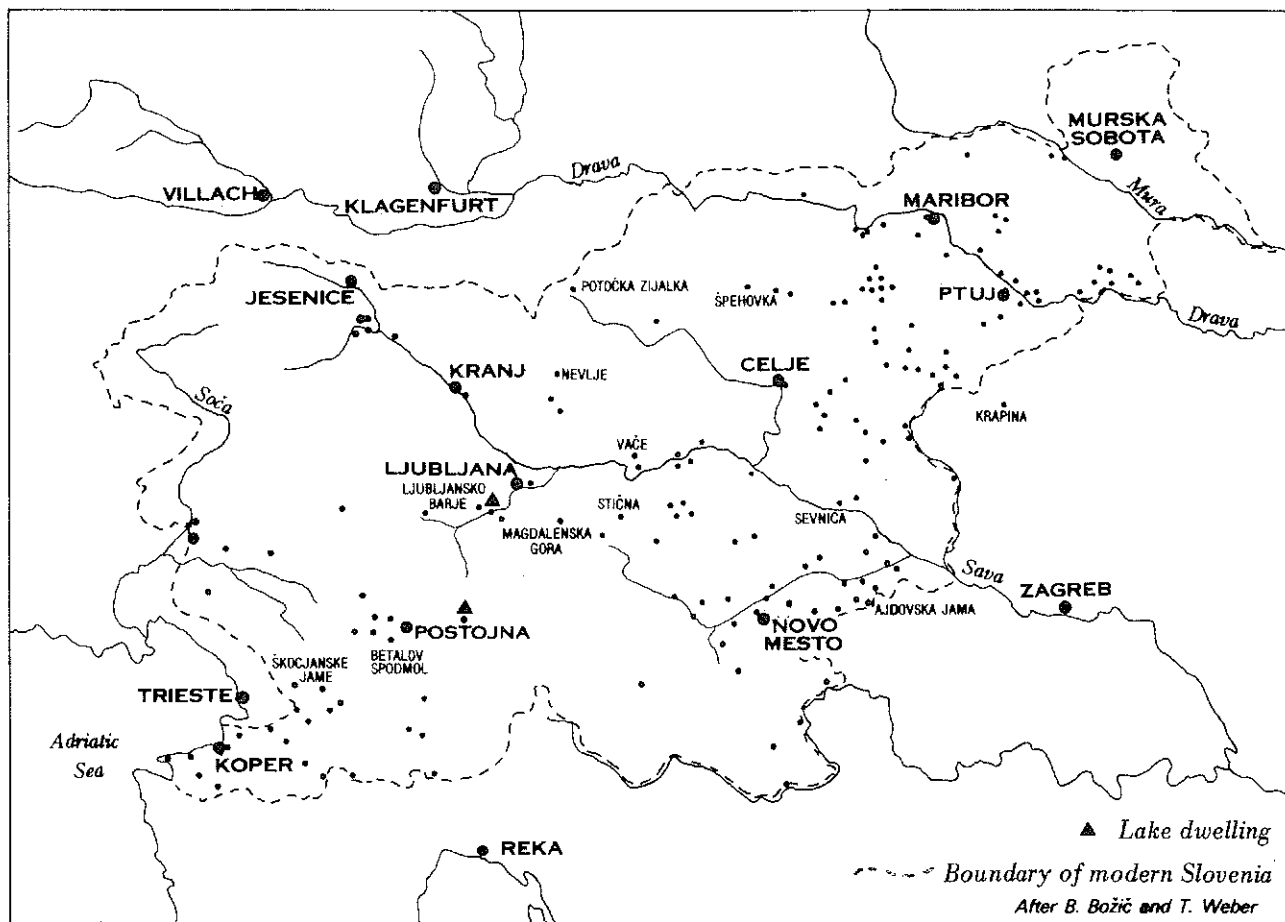 MURSKA
SOBOTA
Drava
VILLACH
KLAGENFURT
Mura
MARIBOR
JESENICE
POTOČKA ZIJALKA
ŠPEHOVKA
PTUJ
Drava
KRANJ
NEVLJE
CELJE
Soča
KRAPINA
VAČE
LJUBLJANA
LJUBLJANSKO
BARJE
STIČNA
SEVNICA
MAGDALENSKA
GORA
Sava
ZAGREB
AJDOVSKA JAMA
NOVO
MESTO
POSTOJNA
BETALOV
SPODMOL
ŠKOCJANSKE
JAME
TRIESTE
Adriatic
Sea
KOPER
REKA
Lake dwelling
Boundary of modern Slovenia
After B. Božič and T. Weber